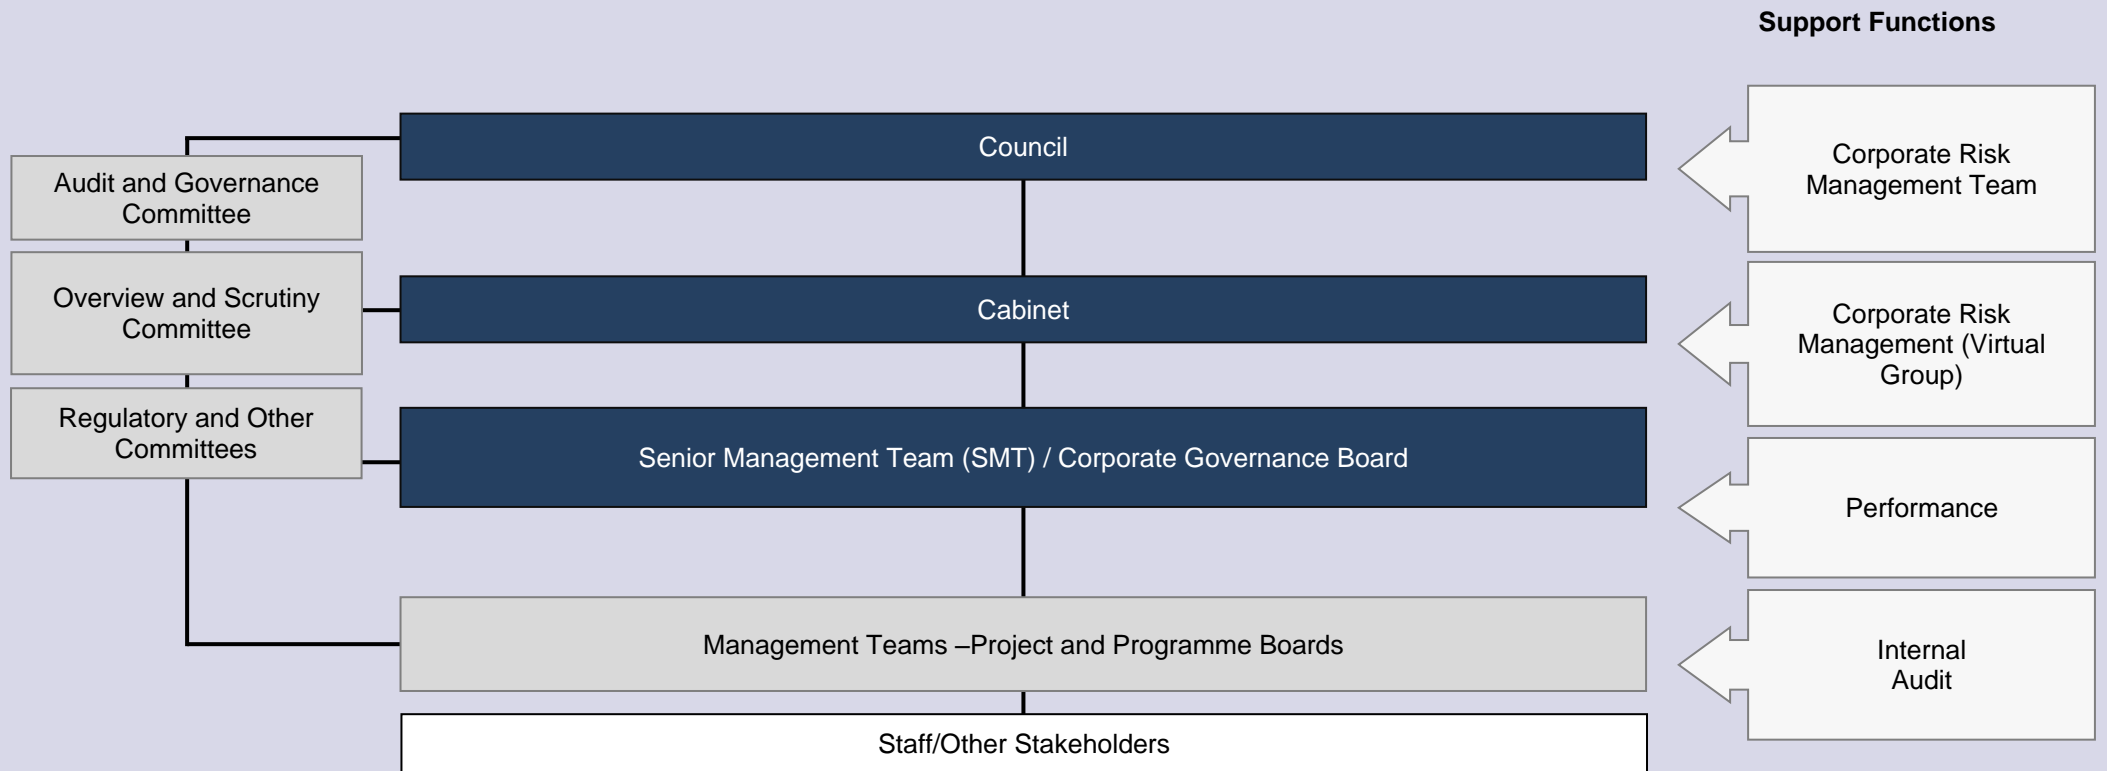 Support Functions
Council
Audit and Governance
Committee
Corporate Risk
Management Team
Cabinet
Overview and Scrutiny
Committee
Corporate Risk
Management (Virtual
Group)
Regulatory and Other
Committees
Senior Management Team (SMT) / Corporate Governance Board
Performance
Management Teams –Project and Programme Boards
Internal
Audit
Staff/Other Stakeholders